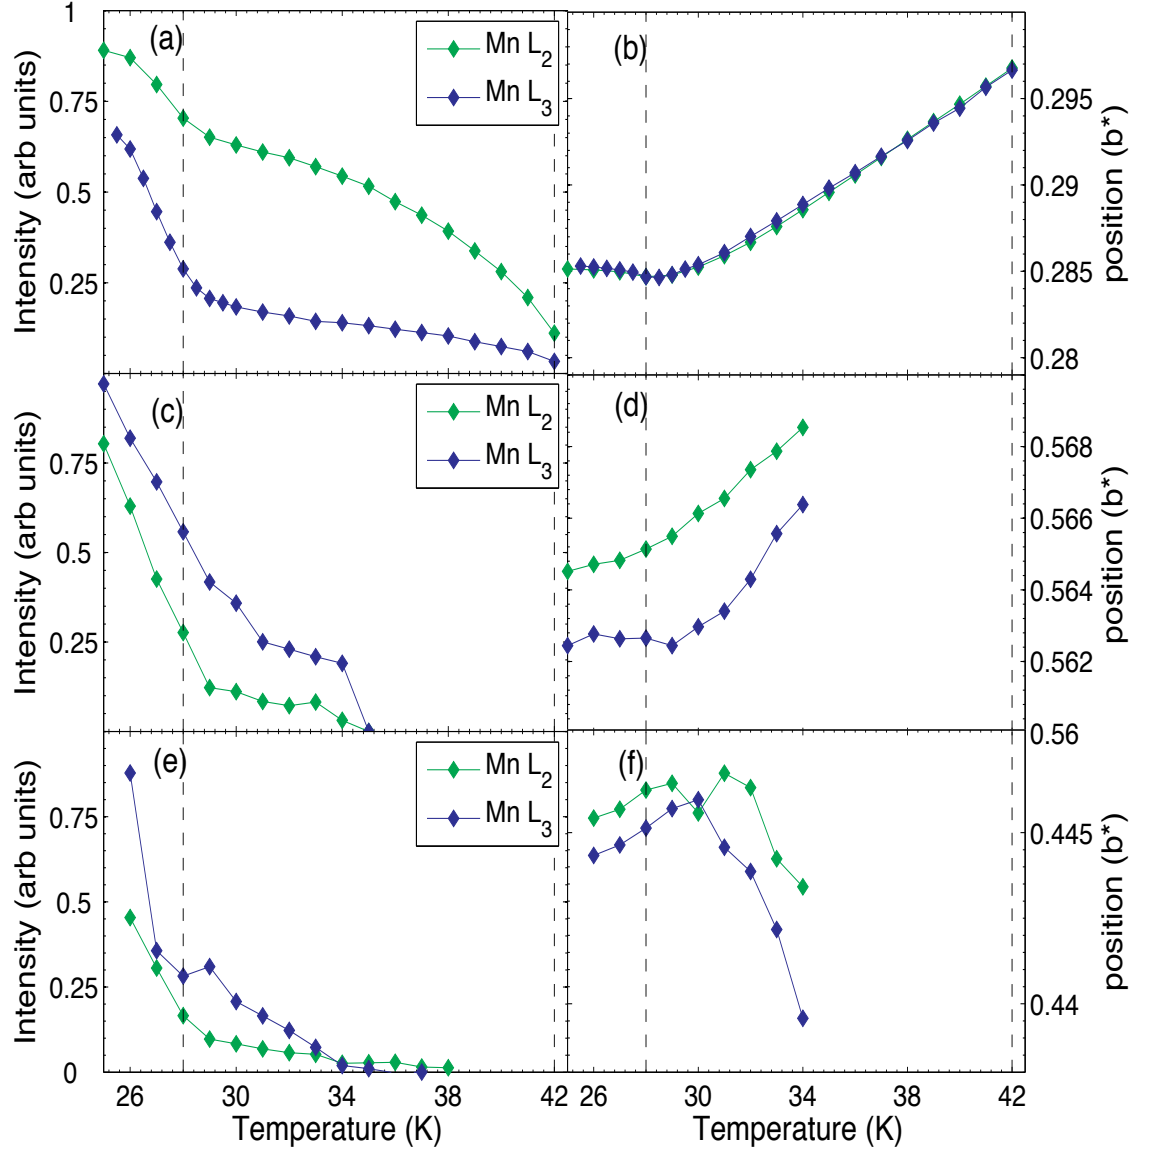 1
(a)
Mn L2
Mn L3
0.75
0.5
0.25
Intensity (arb units)
(b)
0.295
0.29
0.285
0.28
position (b*)
(c)
Mn L2
Mn L3
0.75
0.5
0.25
Intensity (arb units)
(d)
0.568
0.566
0.564
0.562
0.56
position (b*)
(e)
Mn L2
Mn L3
0.75
0.5
0.25
0
Intensity (arb units)
26 30 34 38 42
Temperature (K)
(f)
0.445
0.44
position (b*)
26 30 34 38 42
Temperature (K)